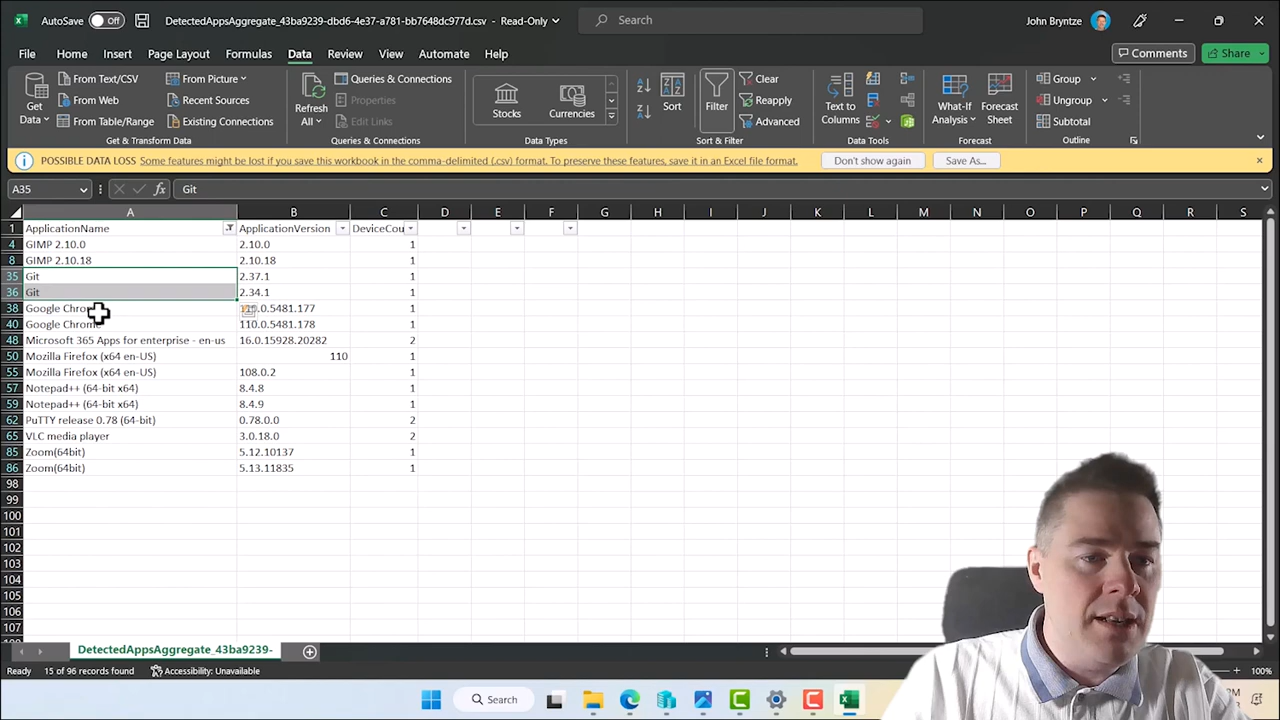 AutoSave Off DetectedAppsAggregate_43ba9239-dbd6-4e37-a781-bb7648dc977d.csv - Read-Only Search John Bryntze
File Home Insert Page Layout Formulas Data Review View Automate Help Comments Share
Get Data From Text/CSV From Web From Table/Range From Picture Recent Sources Existing Connections
Get & Transform Data
Refresh All Queries & Connections Properties Edit Links
Queries & Connections
Stocks Currencies
Data Types
Sort Filter Clear Reapply Advanced
Sort & Filter
Text to Columns
Data Tools
What-If Analysis Forecast Sheet
Forecast
Group Ungroup Subtotal
Outline
POSSIBLE DATA LOSS Some features might be lost if you save this workbook in the comma-delimited (.csv) format. To preserve these features, save it in an Excel file format. Don't show again Save As...
A35 fx Git
A B C D E F G H I J K L M N O P Q R S
1 ApplicationName ApplicationVersion DeviceCou
4 GIMP 2.10.0 2.10.0 1
8 GIMP 2.10.18 2.10.18 1
35 Git 2.37.1 1
36 Git 2.34.1 1
38 Google Chrome .0.5481.177 1
40 Google Chrome 110.0.5481.178 1
48 Microsoft 365 Apps for enterprise - en-us 16.0.15928.20282 2
50 Mozilla Firefox (x64 en-US) 110 1
55 Mozilla Firefox (x64 en-US) 108.0.2 1
57 Notepad++ (64-bit x64) 8.4.8 1
59 Notepad++ (64-bit x64) 8.4.9 1
62 PuTTY release 0.78 (64-bit) 0.78.0.0 2
65 VLC media player 3.0.18.0 2
85 Zoom(64bit) 5.12.10137 1
86 Zoom(64bit) 5.13.11835 1
98
99
100
101
102
103
104
105
106
107
DetectedAppsAggregate_43ba9239-
Ready 15 of 96 records found Accessibility: Unavailable 100%
Search